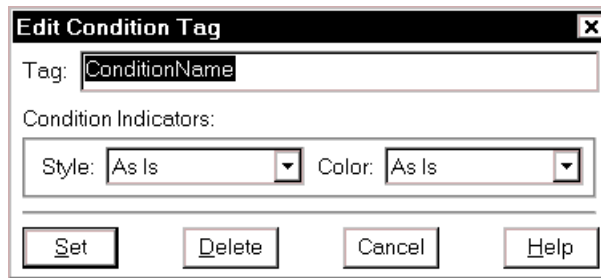 Edit Condition Tag
Tag: ConditionName
Condition Indicators:
Style: As Is Color: As Is
Set Delete Cancel Help